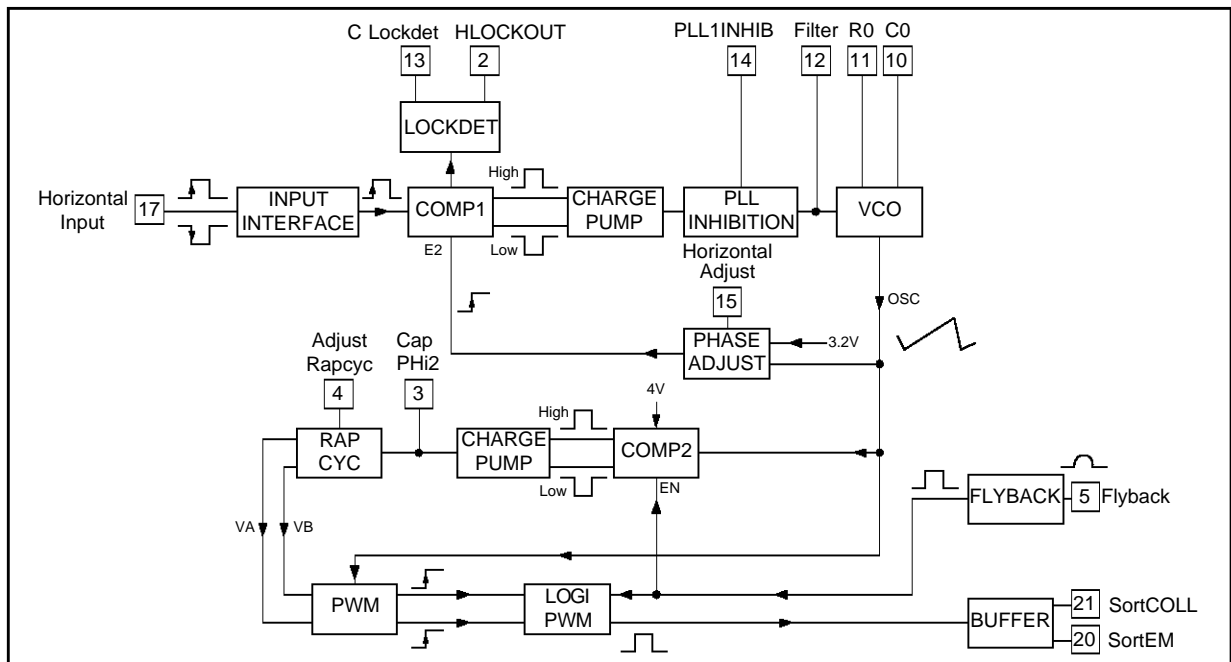 C Lockdet HLOCKOUT PLL1INHIB Filter R0 C0
13 2 14 12 11 10
LOCKDET
High
Horizontal
Input
17
INPUT
INTERFACE
COMP1
CHARGE
PUMP
PLL
INHIBITION
VCO
E2
Low
Horizontal
Adjust
15
OSC
PHASE
ADJUST
3.2V
Adjust
Rapcyc
Cap
PHi2
4
3
4V
High
RAP
CYC
CHARGE
PUMP
COMP2
Low
EN
FLYBACK
5 Flyback
VA
VB
PWM
LOGI
PWM
BUFFER
21 SortCOLL
20 SortEM